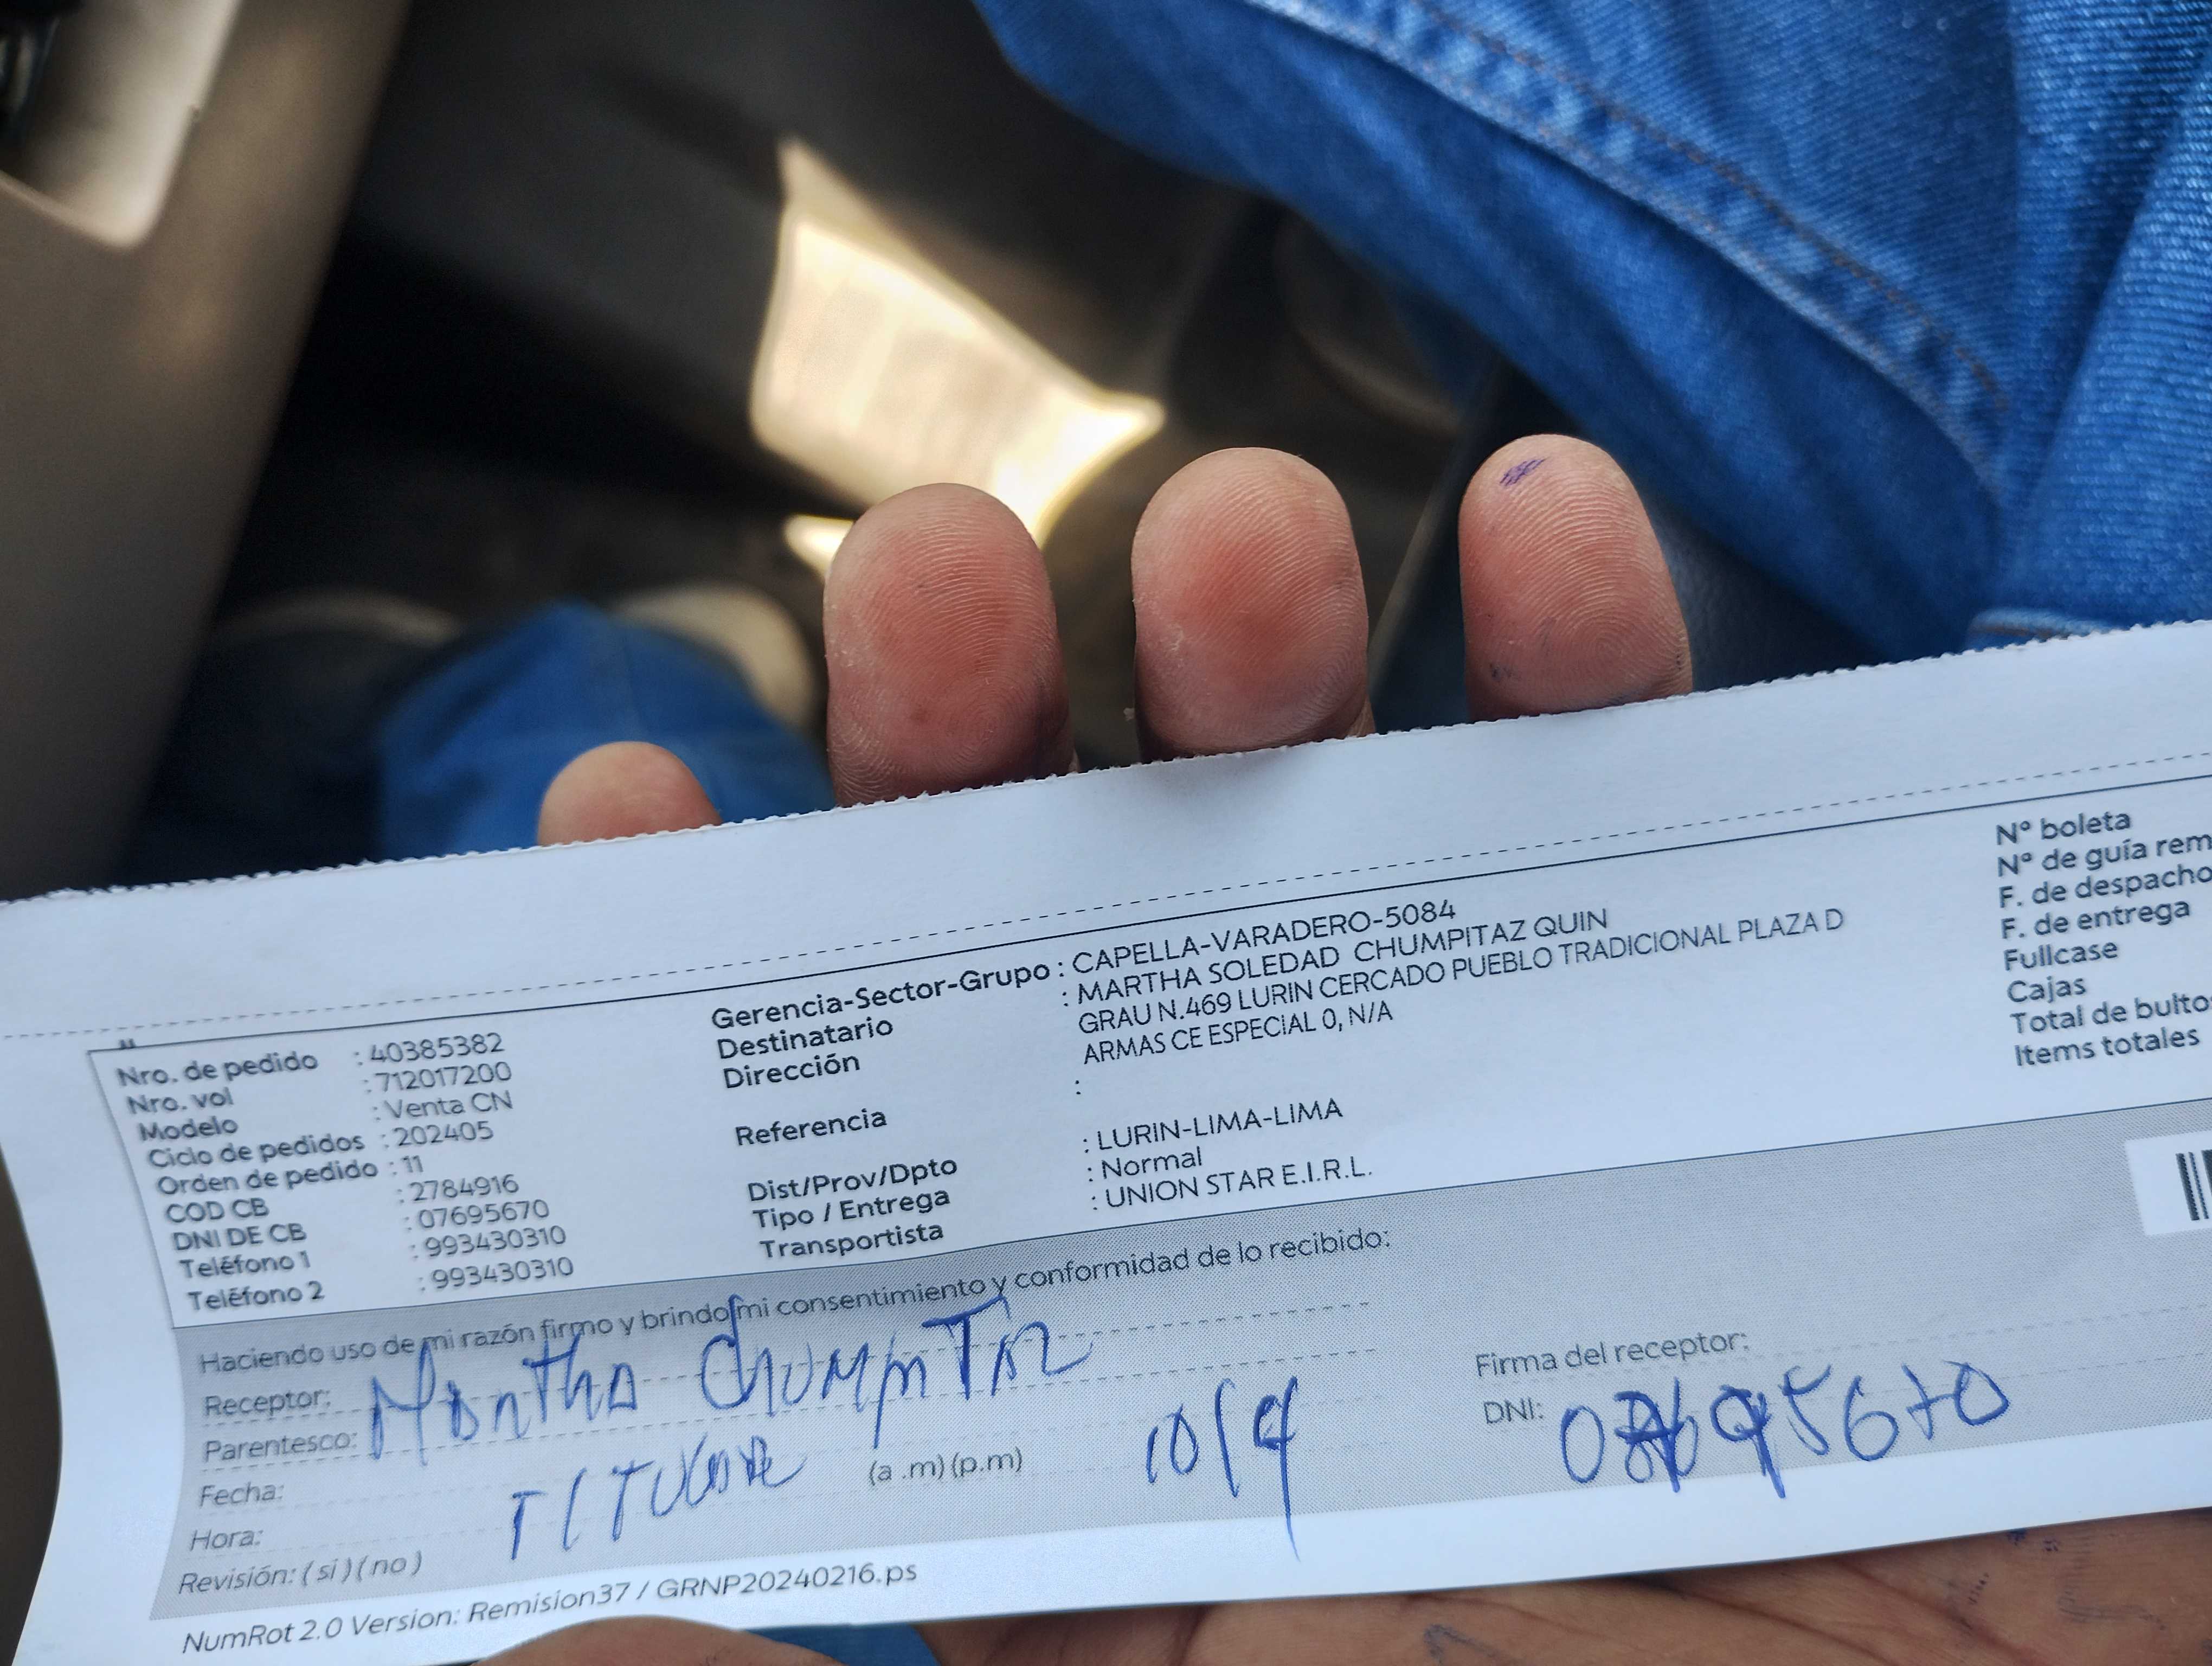 Nro. de pedido : 40385382
Nro. vol : 712017200
Modelo : Venta CN
Ciclo de pedidos : 202405
Orden de pedido : 11
COD CB : 2784916
DNI DE CB : 07695670
Teléfono 1 : 993430310
Teléfono 2 : 993430310
Gerencia-Sector-Grupo : CAPELLA-VARADERO-5084
Destinatario : MARTHA SOLEDAD CHUMPITAZ QUIN
Dirección GRAU N.469 LURIN CERCADO PUEBLO TRADICIONAL PLAZA D
ARMAS CE ESPECIAL 0, N/A
Referencia :
Dist/Prov/Dpto : LURIN-LIMA-LIMA
Tipo / Entrega : Normal
Transportista : UNION STAR E.I.R.L.
Nº boleta
Nº de guía rem
F. de despacho
F. de entrega
Fullcase
Cajas
Total de bulto
Items totales
Haciendo uso de mi razón firmo y brindo mi consentimiento y conformidad de lo recibido:
Receptor: Martha
Parentesco:
Fecha:
Hora: (a .m) (p.m)
Revisión: ( si ) ( no )
Firma del receptor:
DNI:
NumRot 2.0 Version: Remision37 / GRNP20240216.ps